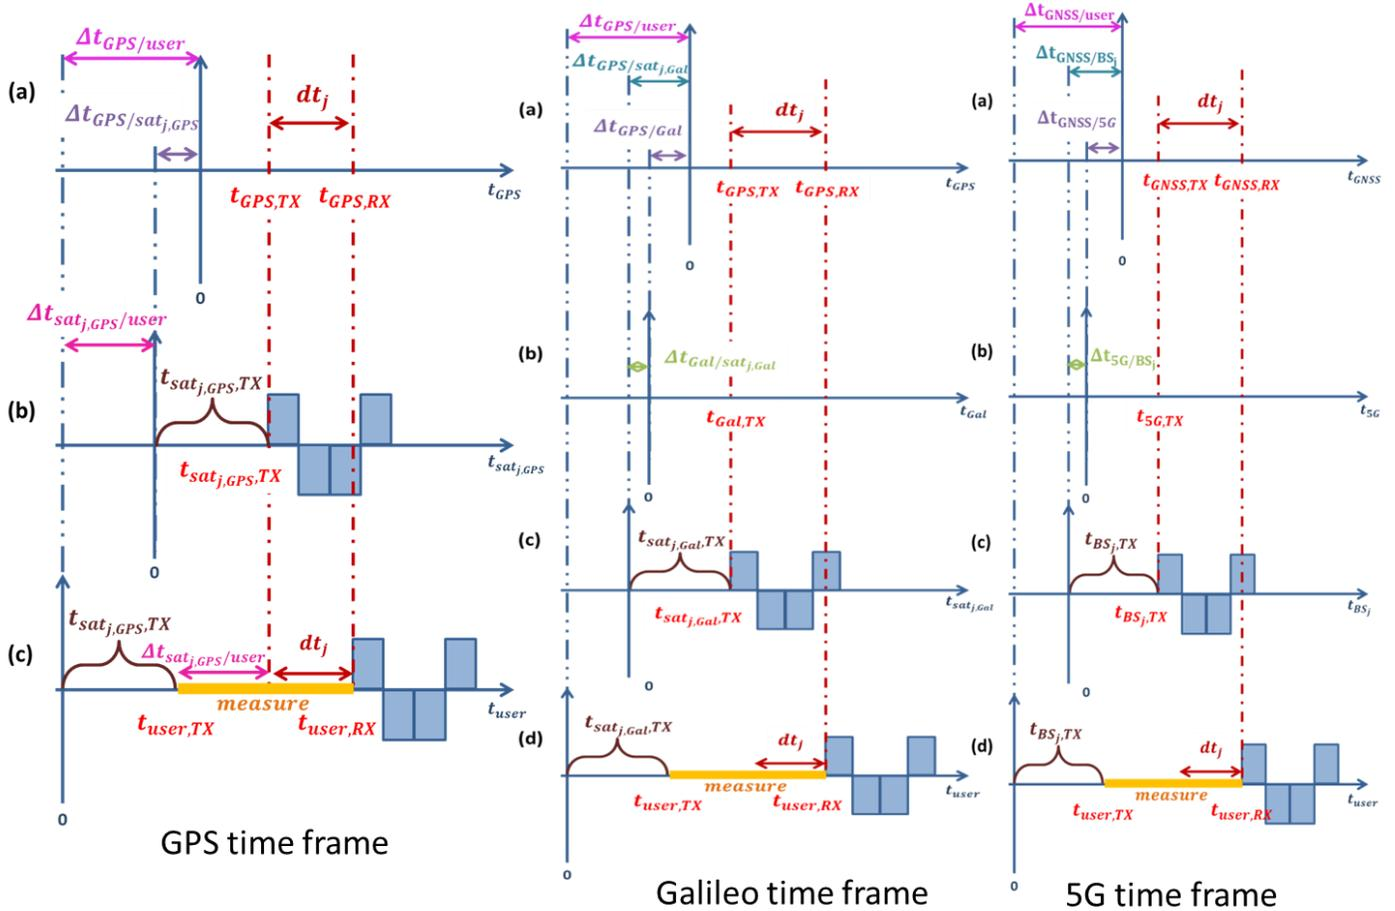 Δt_GPS/user
(a)
dt_j
Δt_GPS/sat_j,GPS
t_GPS
t_GPS,TX t_GPS,RX
0
Δt_sat_j,GPS/user
t_sat_j,GPS,TX
(b)
t_sat_j,GPS
t_sat_j,GPS,TX
0
t_sat_j,GPS,TX
Δt_sat_j,GPS/user
dt_j
(c)
measure
t_user
t_user,TX t_user,RX
0
GPS time frame
Δt_GPS/user
Δt_GPS/sat_j,Gal
(a)
dt_j
Δt_GPS/Gal
t_GPS
t_GPS,TX t_GPS,RX
0
(b)
Δt_Gal/sat_j,Gal
t_Gal
t_Gal,TX
0
(c)
t_sat_j,Gal,TX
t_sat_j,Gal
t_sat_j,Gal,TX
0
t_sat_j,Gal,TX
(d)
dt_j
measure
t_user
t_user,TX t_user,RX
0
Galileo time frame
Δt_GNSS/user
Δt_GNSS/BS_j
(a)
dt_j
Δt_GNSS/5G
t_GNSS
t_GNSS,TX t_GNSS,RX
0
(b)
Δt_5G/BS_j
t_5G
t_5G,TX
0
(c)
t_BS_j,TX
t_BS_j
t_BS_j,TX
0
t_BS_j,TX
(d)
dt_j
measure
t_user
t_user,TX t_user,RX
0
5G time frame